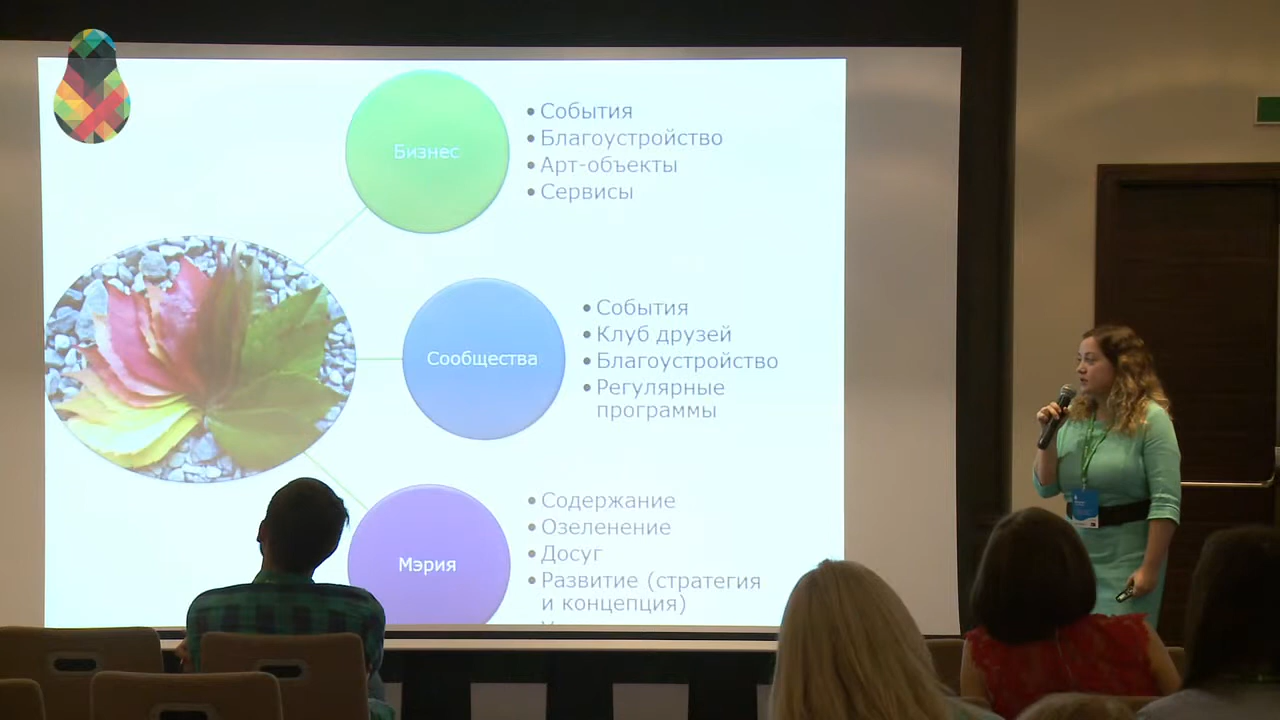 Бизнес
• События
• Благоустройство
• Арт-объекты
• Сервисы
Сообщества
• События
• Клуб друзей
• Благоустройство
• Регулярные
программы
Мэрия
• Содержание
• Озеленение
• Досуг
• Развитие (стратегия
и концепция)